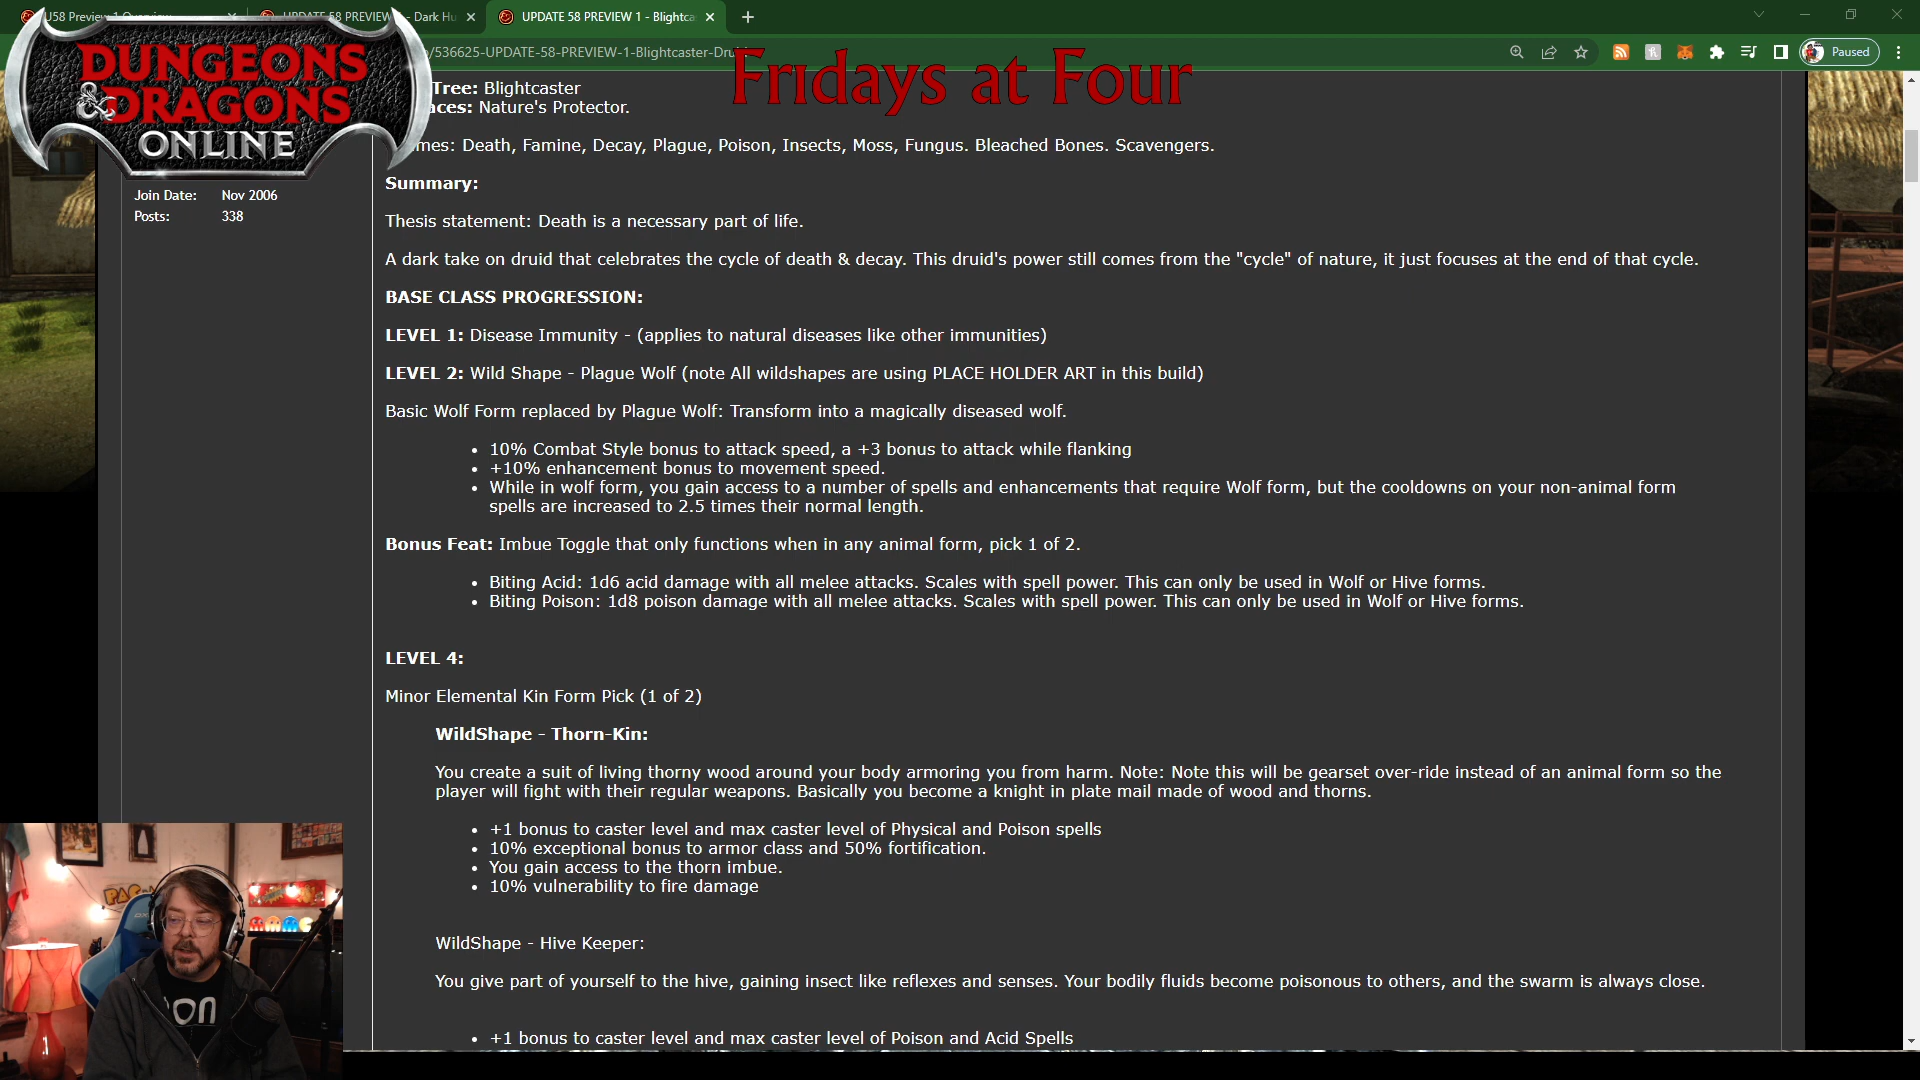 U58 Preview 1 Overview
UPDATE 58 PREVIEW - Dark Hu
UPDATE 58 PREVIEW 1 - Blightcas
/536625-UPDATE-58-PREVIEW-1-Blightcaster-Dru
Paused
DUNGEONS
& DRAGONS
ONLINE
Fridays at Four
Join Date: Nov 2006
Posts: 338
Tree: Blightcaster
aces: Nature's Protector.
mes: Death, Famine, Decay, Plague, Poison, Insects, Moss, Fungus. Bleached Bones. Scavengers.
Summary:
Thesis statement: Death is a necessary part of life.
A dark take on druid that celebrates the cycle of death & decay. This druid's power still comes from the "cycle" of nature, it just focuses at the end of that cycle.
BASE CLASS PROGRESSION:
LEVEL 1: Disease Immunity - (applies to natural diseases like other immunities)
LEVEL 2: Wild Shape - Plague Wolf (note All wildshapes are using PLACE HOLDER ART in this build)
Basic Wolf Form replaced by Plague Wolf: Transform into a magically diseased wolf.
• 10% Combat Style bonus to attack speed, a +3 bonus to attack while flanking
• +10% enhancement bonus to movement speed.
• While in wolf form, you gain access to a number of spells and enhancements that require Wolf form, but the cooldowns on your non-animal form
spells are increased to 2.5 times their normal length.
Bonus Feat: Imbue Toggle that only functions when in any animal form, pick 1 of 2.
• Biting Acid: 1d6 acid damage with all melee attacks. Scales with spell power. This can only be used in Wolf or Hive forms.
• Biting Poison: 1d8 poison damage with all melee attacks. Scales with spell power. This can only be used in Wolf or Hive forms.
LEVEL 4:
Minor Elemental Kin Form Pick (1 of 2)
WildShape - Thorn-Kin:
You create a suit of living thorny wood around your body armoring you from harm. Note: Note this will be gearset over-ride instead of an animal form so the
player will fight with their regular weapons. Basically you become a knight in plate mail made of wood and thorns.
• +1 bonus to caster level and max caster level of Physical and Poison spells
• 10% exceptional bonus to armor class and 50% fortification.
• You gain access to the thorn imbue.
• 10% vulnerability to fire damage
WildShape - Hive Keeper:
You give part of yourself to the hive, gaining insect like reflexes and senses. Your bodily fluids become poisonous to others, and the swarm is always close.
• +1 bonus to caster level and max caster level of Poison and Acid Spells